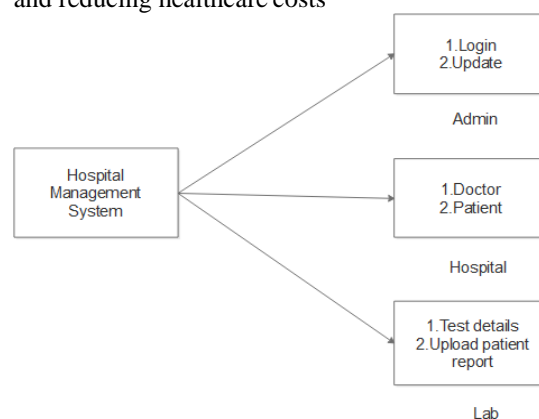 and reducing healthcare costs
1.Login
2.Update
Admin
Hospital
Management
System
1.Doctor
2.Patient
Hospital
1.Test details
2.Upload patient
report
Lab